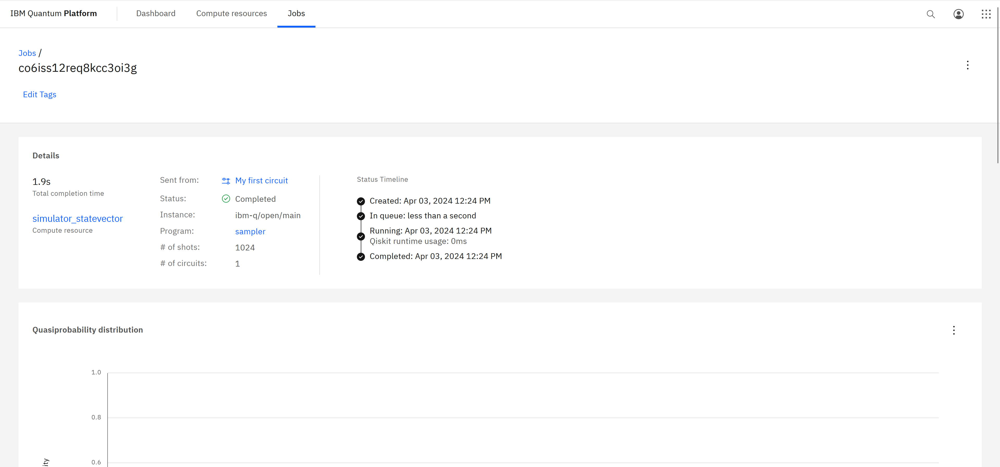 IBM Quantum Platform
Dashboard
Compute resources
Jobs
Jobs /
co6iss12req8kcc3oi3g
Edit Tags
Details
1.9s
Total completion time
simulator_statevector
Compute resource
Sent from: My first circuit
Status: Completed
Instance: ibm-q/open/main
Program: sampler
# of shots: 1024
# of circuits: 1
Status Timeline
Created: Apr 03, 2024 12:24 PM
In queue: less than a second
Running: Apr 03, 2024 12:24 PM
Qiskit runtime usage: 0ms
Completed: Apr 03, 2024 12:24 PM
Quasiprobability distribution
1.0
0.8
0.6